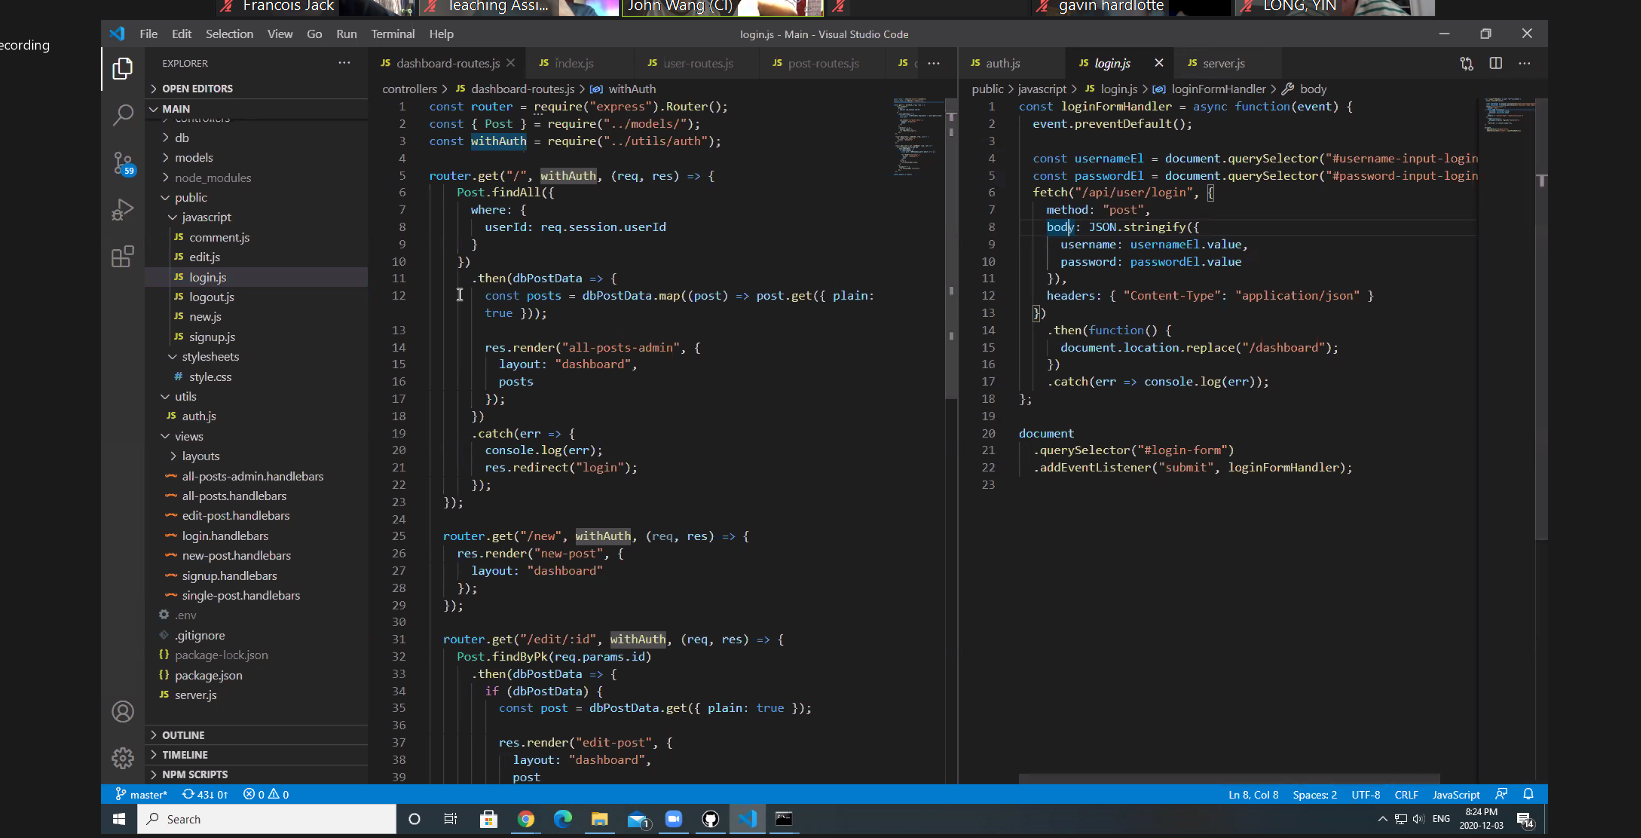 Francois Jack
Teaching Assi...
John Wang (CI)
gavin hardlotte
LONG, YIN
ecording
File Edit Selection View Go Run Terminal Help
login.js - Main - Visual Studio Code
EXPLORER
OPEN EDITORS
MAIN
controllers
db
models
node_modules
public
javascript
JS comment.js
JS edit.js
JS login.js
JS logout.js
JS new.js
JS signup.js
stylesheets
# style.css
utils
JS auth.js
views
layouts
all-posts-admin.handlebars
all-posts.handlebars
edit-post.handlebars
login.handlebars
new-post.handlebars
signup.handlebars
single-post.handlebars
.env
.gitignore
{} package-lock.json
{} package.json
JS server.js
OUTLINE
TIMELINE
NPM SCRIPTS
59
JS dashboard-routes.js JS index.js JS user-routes.js JS post-routes.js JS c ...
controllers > JS dashboard-routes.js > withAuth
1 const router = require("express").Router();
2 const { Post } = require("../models/");
3 const withAuth = require("../utils/auth");
4
5 router.get("/", withAuth, (req, res) => {
6 Post.findAll({
7 where: {
8 userId: req.session.userId
9 }
10 })
11 .then(dbPostData => {
12 const posts = dbPostData.map((post) => post.get({ plain:
true }));
13
14 res.render("all-posts-admin", {
15 layout: "dashboard",
16 posts
17 });
18 })
19 .catch(err => {
20 console.log(err);
21 res.redirect("login");
22 });
23 });
24
25 router.get("/new", withAuth, (req, res) => {
26 res.render("new-post", {
27 layout: "dashboard"
28 });
29 });
30
31 router.get("/edit/:id", withAuth, (req, res) => {
32 Post.findByPk(req.params.id)
33 .then(dbPostData => {
34 if (dbPostData) {
35 const post = dbPostData.get({ plain: true });
36
37 res.render("edit-post", {
38 layout: "dashboard",
39 post
JS auth.js JS login.js JS server.js
public > javascript > JS login.js > loginFormHandler > body
1 const loginFormHandler = async function(event) {
2 event.preventDefault();
3
4 const usernameEl = document.querySelector("#username-input-login
5 const passwordEl = document.querySelector("#password-input-login
6 fetch("/api/user/login", {
7 method: "post",
8 body: JSON.stringify({
9 username: usernameEl.value,
10 password: passwordEl.value
11 }),
12 headers: { "Content-Type": "application/json" }
13 })
14 .then(function() {
15 document.location.replace("/dashboard");
16 })
17 .catch(err => console.log(err));
18 };
19
20 document
21 .querySelector("#login-form")
22 .addEventListener("submit", loginFormHandler);
23
master* 43↓ 0↑ 0 0
Ln 8, Col 8 Spaces: 2 UTF-8 CRLF JavaScript
Search
1
ENG
8:24 PM
2020-12-03
14